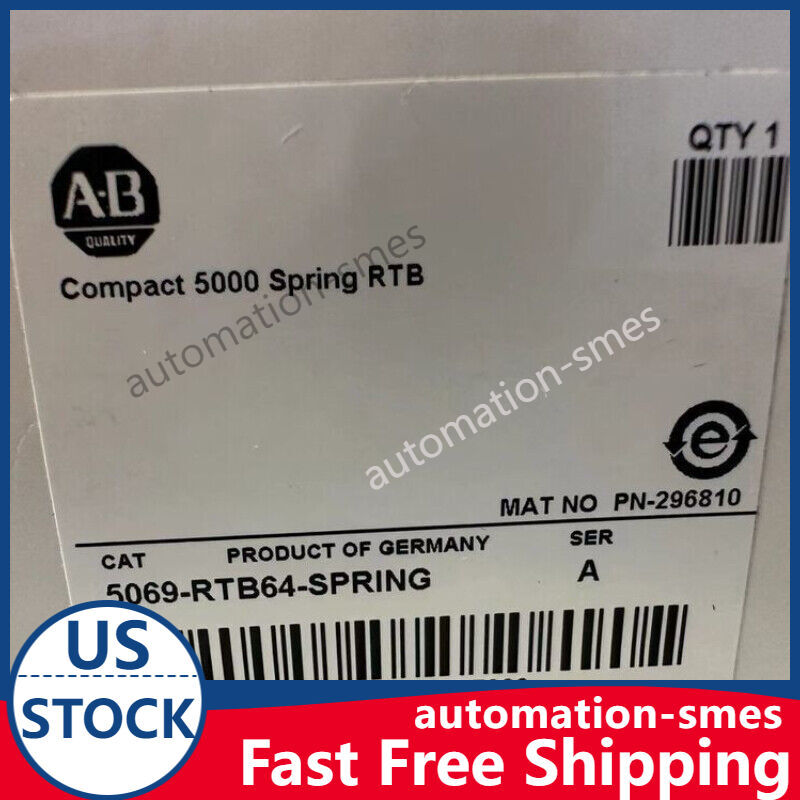 QTY 1
A·B
QUALITY
Compact 5000 Spring RTB
automation-smes
automation-smes
e
MAT NO PN-296810
CAT PRODUCT OF GERMANY SER
5069-RTB64-SPRING A
US
STOCK
automation-smes
Fast Free Shipping